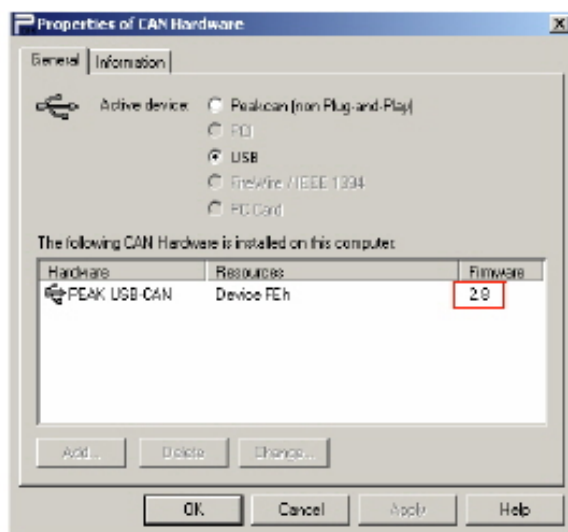 Properties of CAN Hardware
General Information
Active device: Peakcan (non Plug-and-Play)
PCI
USB
FireWire / IEEE 1394
PC Card
The following CAN Hardware is installed on this computer:
Hardware Resources Firmware
PEAK USB-CAN Device FEh 2.8
Add... Delete Change...
OK Cancel Apply Help